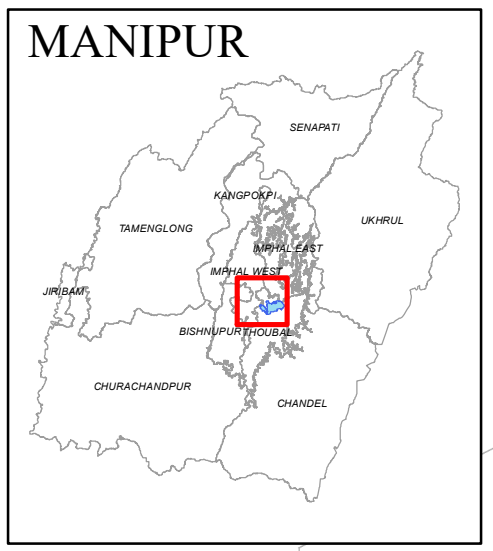 MANIPUR
SENAPATI
KANGPOKPI
UKHRUL
TAMENGLONG
IMPHAL EAST
IMPHAL WEST
JIRIBAM
BISHNUPUR THOUBAL
CHURACHANDPUR
CHANDEL